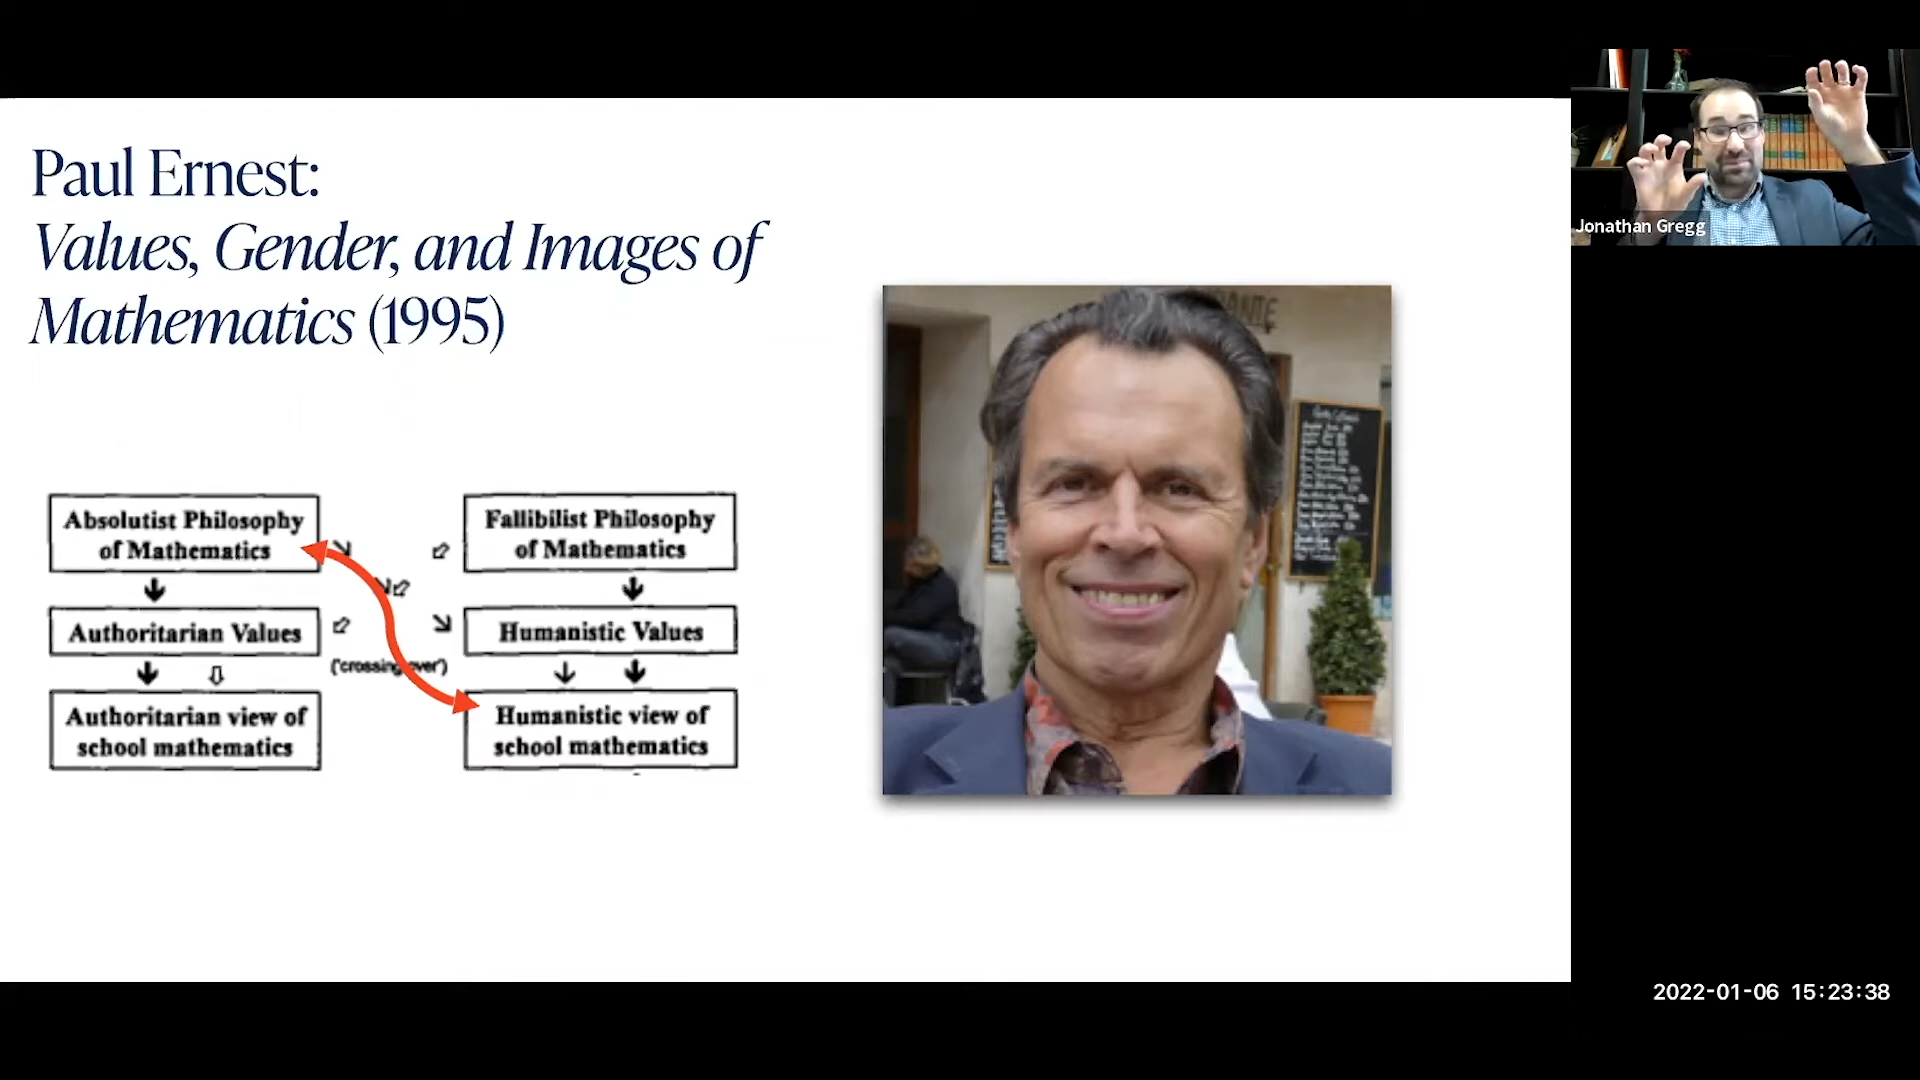 Paul Ernest:
Values, Gender, and Images of
Mathematics (1995)
Absolutist Philosophy
of Mathematics
Fallibilist Philosophy
of Mathematics
Authoritarian Values
Humanistic Values
('crossing over')
Authoritarian view of
school mathematics
Humanistic view of
school mathematics
Jonathan Gregg
2022-01-06 15:23:38